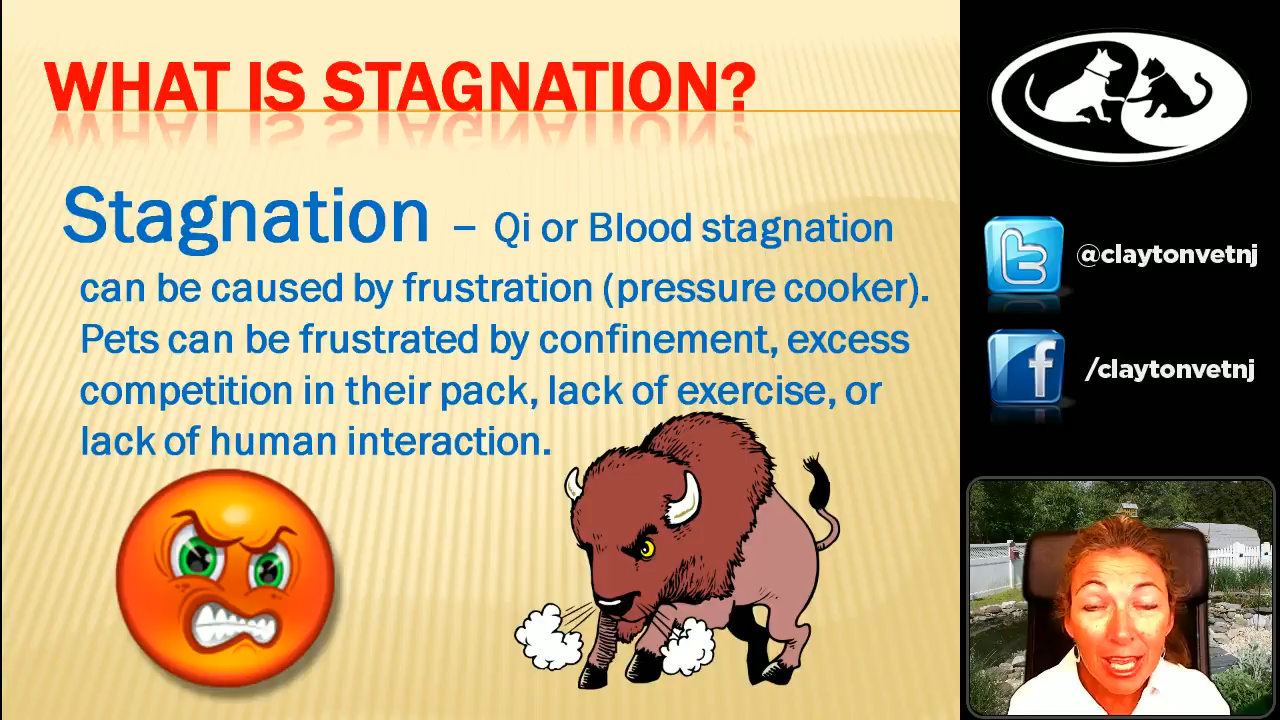 WHAT IS STAGNATION?
Stagnation – Qi or Blood stagnation
can be caused by frustration (pressure cooker).
Pets can be frustrated by confinement, excess
competition in their pack, lack of exercise, or
lack of human interaction.
@claytonvetnj
/claytonvetnj